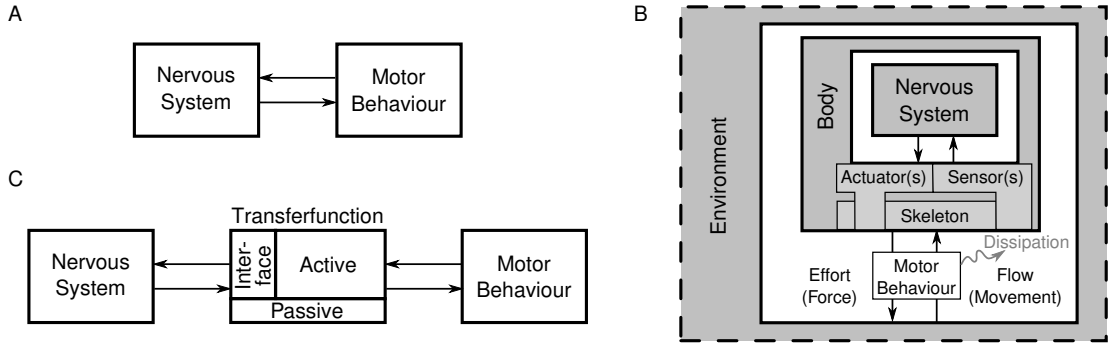 A
Nervous
System
Motor
Behaviour
B
Environment
Body
Nervous
System
Actuator(s)
Sensor(s)
Skeleton
Dissipation
Effort
(Force)
Motor
Behaviour
Flow
(Movement)
C
Transferfunction
Nervous
System
Inter-
face
Active
Passive
Motor
Behaviour